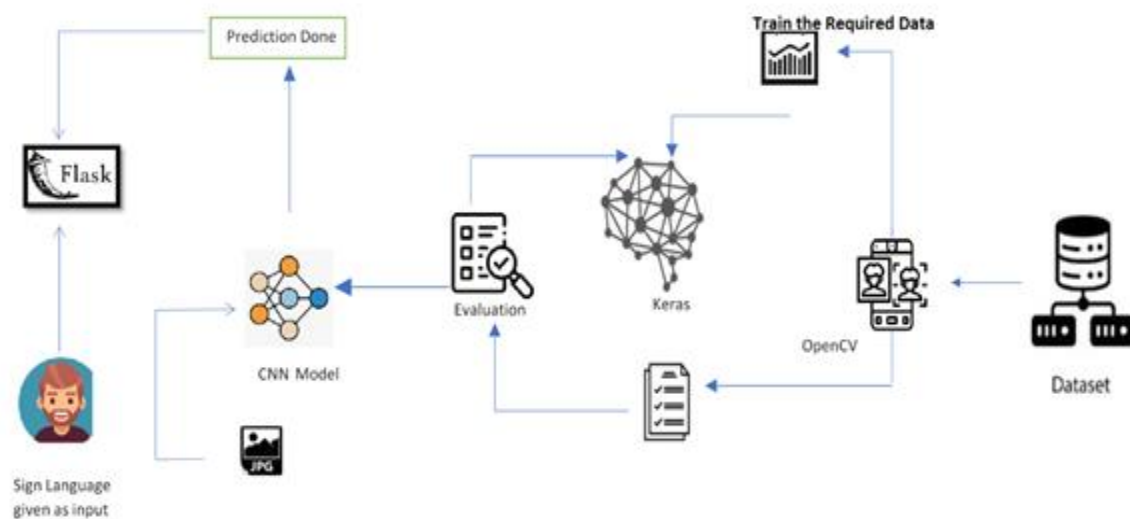 Train the Required Data
Prediction Done
Flask
Evaluation
Keras
OpenCV
CNN Model
Dataset
JPG
Sign Language
given as input